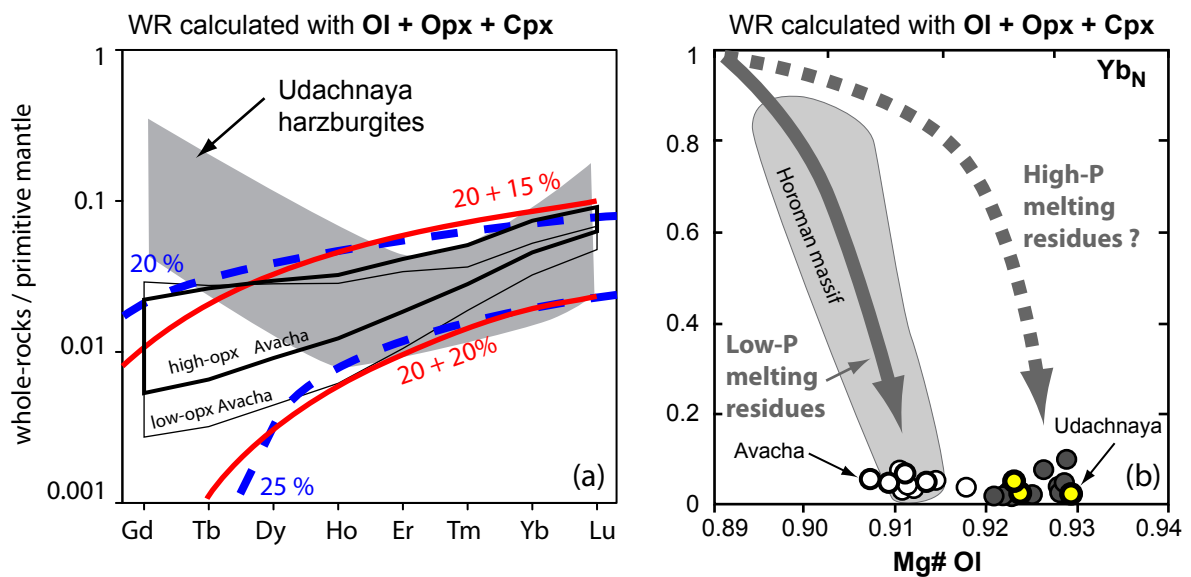 WR calculated with Ol + Opx + Cpx
1
0.1
0.01
0.001
whole-rocks / primitive mantle
Udachnaya
harzburgites
20 + 15 %
20 %
high-opx Avacha
low-opx Avacha
20 + 20%
25 %
(a)
Gd Tb Dy Ho Er Tm Yb Lu
WR calculated with Ol + Opx + Cpx
1
0.8
0.6
0.4
0.2
0
YbN
Horoman massif
High-P
melting
residues ?
Low-P
melting
residues
Avacha
Udachnaya
(b)
0.89 0.90 0.91 0.92 0.93 0.94
Mg# Ol